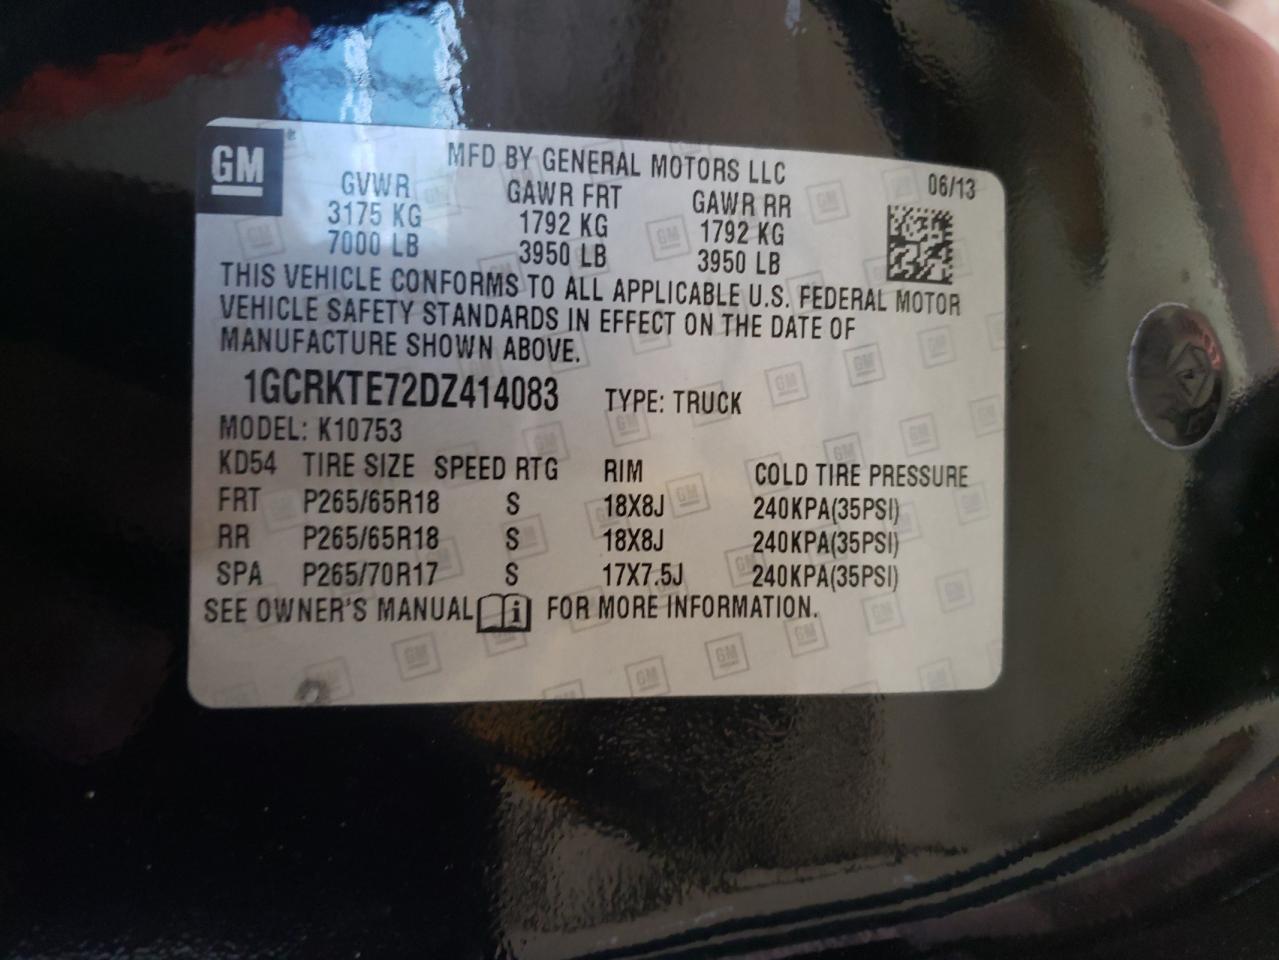 GM
MFD BY GENERAL MOTORS LLC
06/13
GVWR GAWR FRT GAWR RR
3175 KG 1792 KG 1792 KG
7000 LB 3950 LB 3950 LB
THIS VEHICLE CONFORMS TO ALL APPLICABLE U.S. FEDERAL MOTOR
VEHICLE SAFETY STANDARDS IN EFFECT ON THE DATE OF
MANUFACTURE SHOWN ABOVE.
1GCRKTE72DZ414083 TYPE: TRUCK
MODEL: K10753
KD54 TIRE SIZE SPEED RTG RIM COLD TIRE PRESSURE
FRT P265/65R18 S 18X8J 240KPA(35PSI)
RR P265/65R18 S 18X8J 240KPA(35PSI)
SPA P265/70R17 S 17X7.5J 240KPA(35PSI)
SEE OWNER'S MANUAL FOR MORE INFORMATION.